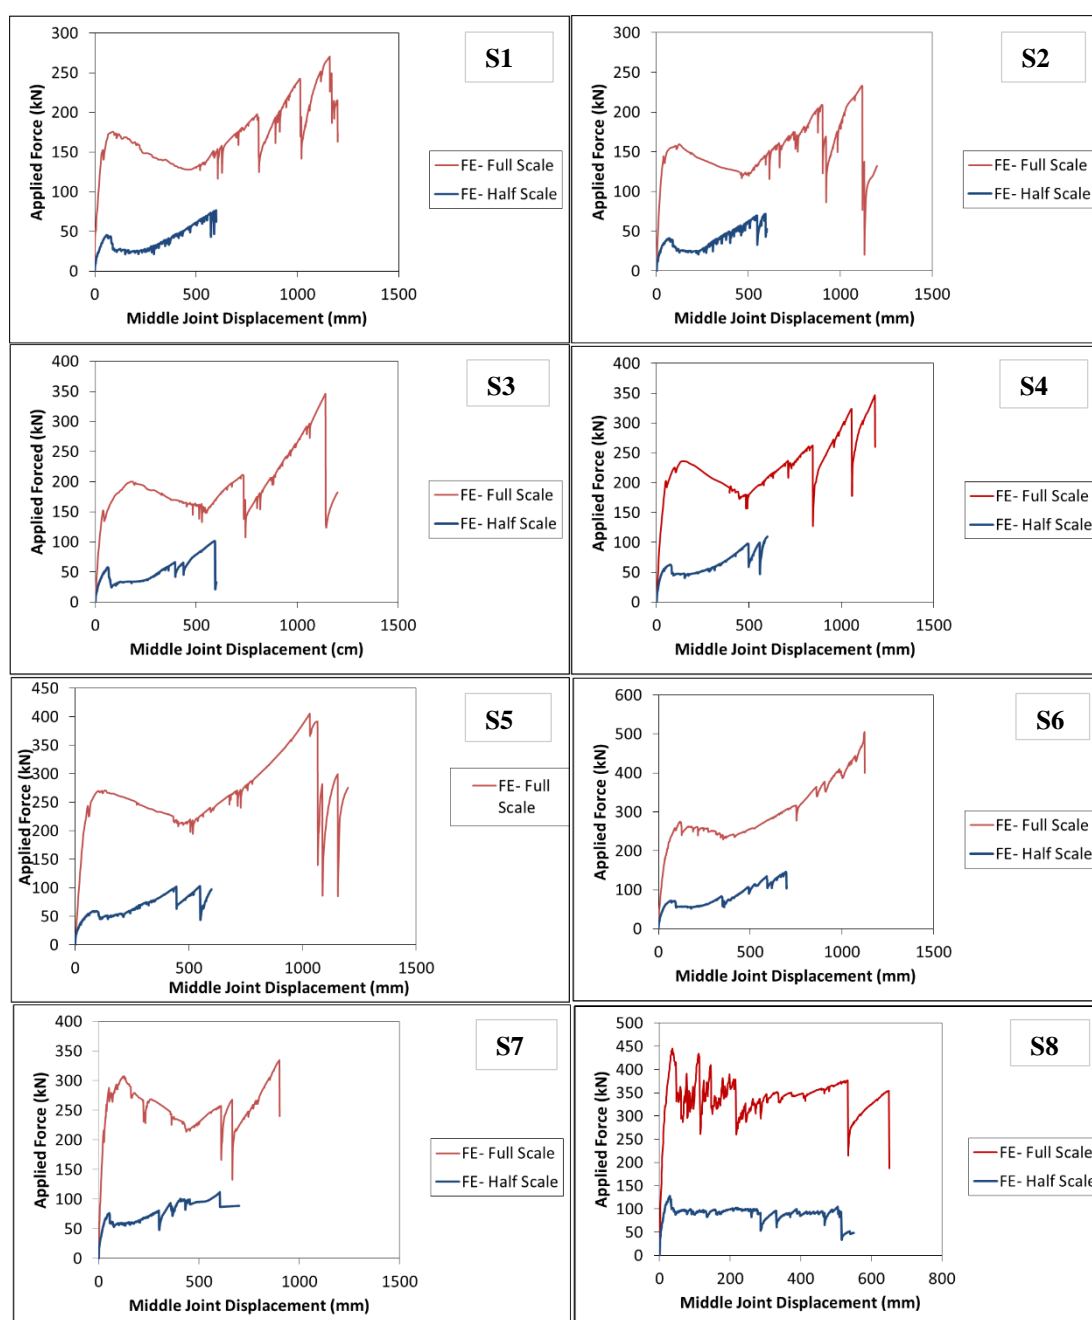 S1
300
250
200
150
100
50
0
0 500 1000 1500
Applied Force (kN)
Middle Joint Displacement (mm)
FE- Full Scale
FE- Half Scale
S2
300
250
200
150
100
50
0
0 500 1000 1500
Applied Force (kN)
Middle Joint Displacement (mm)
FE- Full Scale
FE- Half Scale
S3
400
350
300
250
200
150
100
50
0
0 500 1000 1500
Applied Forced (kN)
Middle Joint Displacement (cm)
FE- Full Scale
FE- Half Scale
S4
400
350
300
250
200
150
100
50
0
0 500 1000 1500
Applied Force (kN)
Middle Joint Displacement (mm)
FE- Full Scale
FE- Half Scale
S5
450
400
350
300
250
200
150
100
50
0
0 500 1000 1500
Applied Force (kN)
Middle Joint Displacement (mm)
FE- Full
Scale
S6
600
500
400
300
200
100
0
0 500 1000 1500
Applied Force (kN)
Middle Joint Displacement (mm)
FE- Full Scale
FE- Half Scale
S7
400
350
300
250
200
150
100
50
0
0 500 1000 1500
Applied Force (kN)
Middle Joint Displacement (mm)
FE- Full Scale
FE- Half Scale
S8
500
450
400
350
300
250
200
150
100
50
0
0 200 400 600 800
Applied Force (kN)
Middle Joint Displacement (mm)
FE- Full Scale
FE- Half Scale